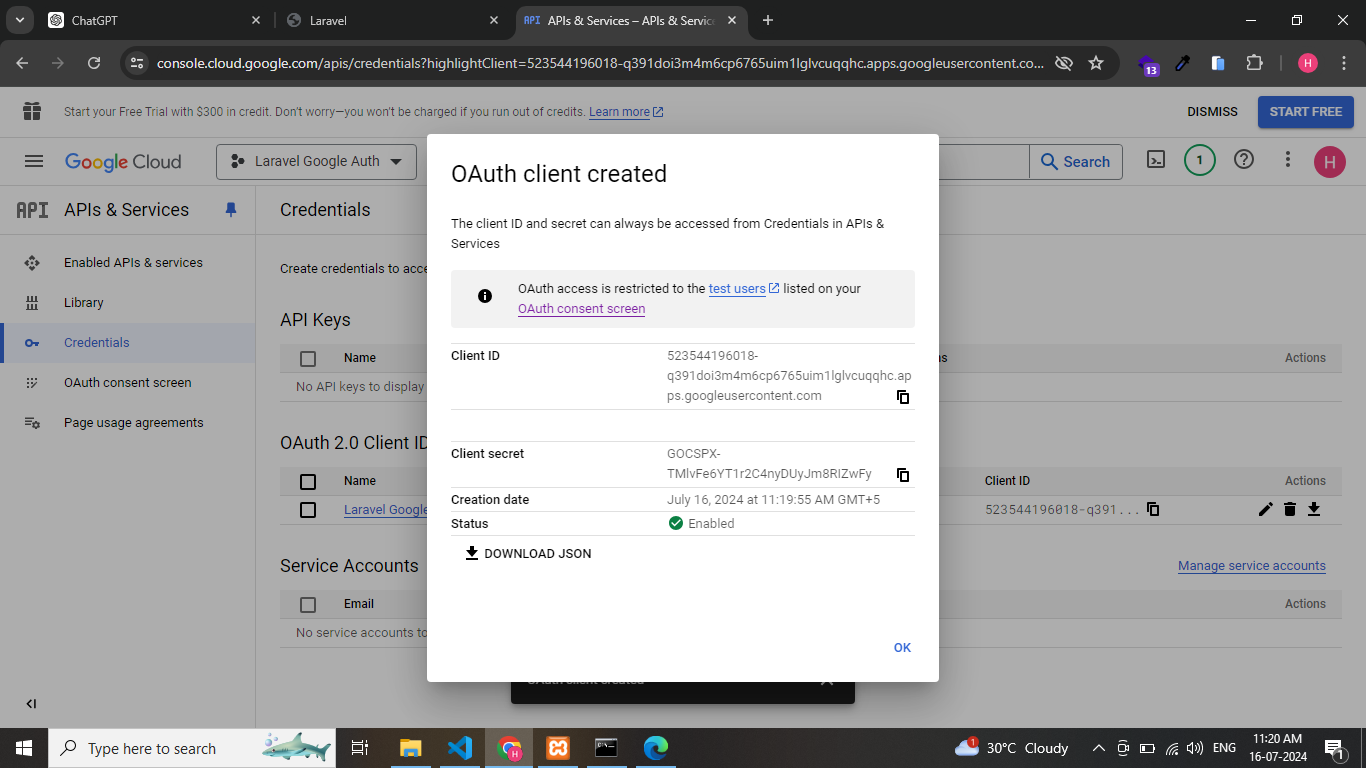 ChatGPT
Laravel
API APIs & Services – APIs & Service
console.cloud.google.com/apis/credentials?highlightClient=523544196018-q391doi3m4m6cp6765uim1lglvcuqqhc.apps.googleusercontent.co...
13
H
Start your Free Trial with $300 in credit. Don't worry—you won't be charged if you run out of credits. Learn more
DISMISS
START FREE
Google Cloud
Laravel Google Auth
Search
1
H
API APIs & Services
Credentials
Enabled APIs & services
Library
Credentials
OAuth consent screen
Page usage agreements
Create credentials to acce
API Keys
Name
Actions
No API keys to display
OAuth 2.0 Client ID
Name
Client ID
Actions
Laravel Google
523544196018-q391...
Service Accounts
Manage service accounts
Email
Actions
No service accounts to
OAuth client created
The client ID and secret can always be accessed from Credentials in APIs &
Services
OAuth access is restricted to the test users listed on your
OAuth consent screen
Client ID
523544196018-
q391doi3m4m6cp6765uim1lglvcuqqhc.ap
ps.googleusercontent.com
Client secret
GOCSPX-
TMlvFe6YT1r2C4nyDUyJm8RIZwFy
Creation date
July 16, 2024 at 11:19:55 AM GMT+5
Status
Enabled
DOWNLOAD JSON
OK
Type here to search
H
1
30°C Cloudy
ENG
11:20 AM
16-07-2024
1